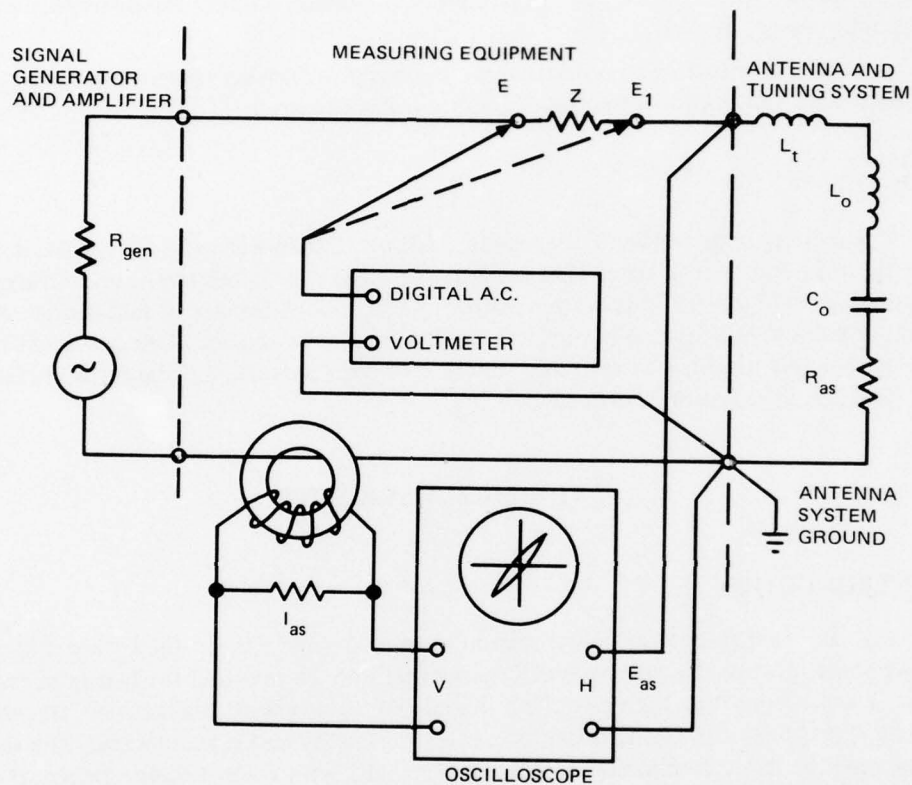 SIGNAL
GENERATOR
AND AMPLIFIER
MEASURING EQUIPMENT
ANTENNA AND
TUNING SYSTEM
E
Z
E1
Lt
Lo
Rgen
DIGITAL A.C.
VOLTMETER
Co
Ras
~
ANTENNA
SYSTEM
GROUND
Ias
V
H
Eas
OSCILLOSCOPE